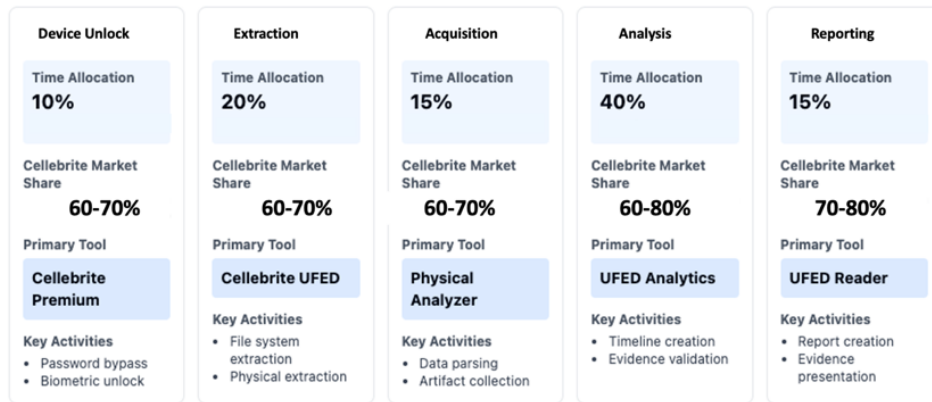 Device Unlock
Time Allocation
10%
Cellebrite Market
Share
60-70%
Primary Tool
Cellebrite
Premium
Key Activities
• Password bypass
• Biometric unlock
Extraction
Time Allocation
20%
Cellebrite Market
Share
60-70%
Primary Tool
Cellebrite UFED
Key Activities
• File system
extraction
• Physical extraction
Acquisition
Time Allocation
15%
Cellebrite Market
Share
60-70%
Primary Tool
Physical
Analyzer
Key Activities
• Data parsing
• Artifact collection
Analysis
Time Allocation
40%
Cellebrite Market
Share
60-80%
Primary Tool
UFED Analytics
Key Activities
• Timeline creation
• Evidence validation
Reporting
Time Allocation
15%
Cellebrite Market
Share
70-80%
Primary Tool
UFED Reader
Key Activities
• Report creation
• Evidence
presentation